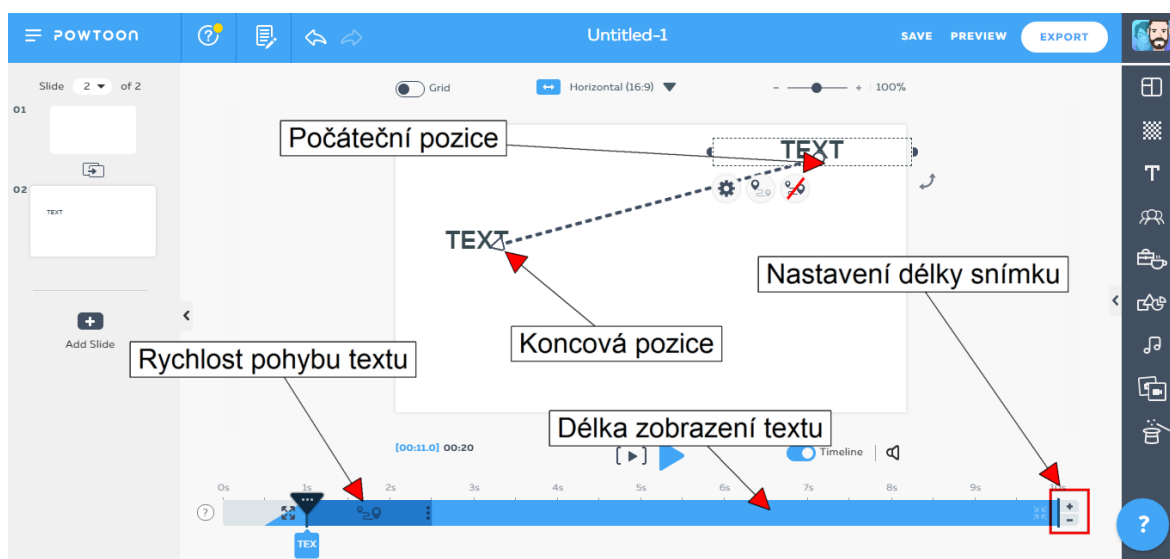 POWTOON
Untitled-1
SAVE PREVIEW EXPORT
Slide 2 of 2
Grid
Horizontal (16:9)
- + 100%
01
02
TEXT
Add Slide
Počáteční pozice
TEXT
TEXT
Nastavení délky snímku
Koncová pozice
Rychlost pohybu textu
Délka zobrazení textu
[00:11.0] 00:20
Timeline
0s 1s 2s 3s 4s 5s 6s 7s 8s 9s 10s
?
+
-
TEX
?